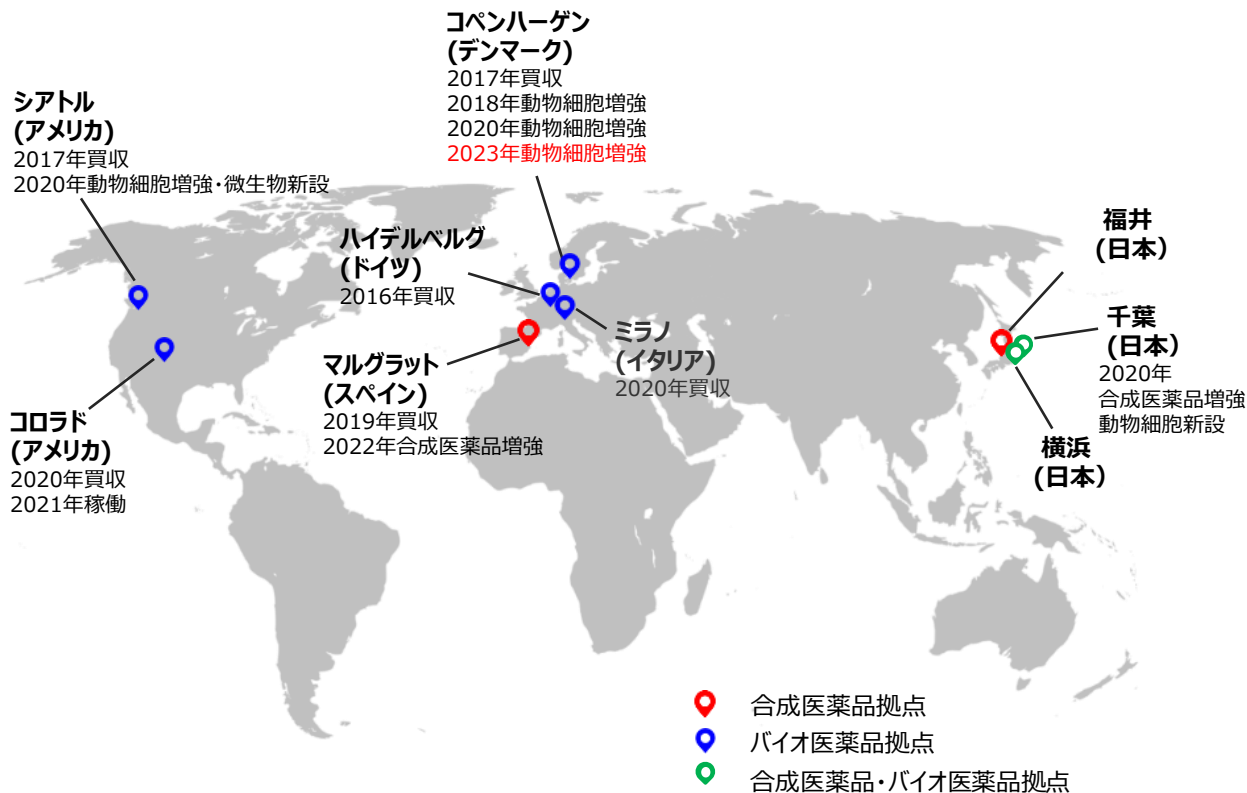 コペンハーゲン
(デンマーク)
2017年買収
2018年動物細胞増強
2020年動物細胞増強
2023年動物細胞増強
シアトル
(アメリカ)
2017年買収
2020年動物細胞増強・微生物新設
ハイデルベルグ
(ドイツ)
2016年買収
福井
(日本）
ミラノ
(イタリア)
2020年買収
千葉
(日本）
2020年
合成医薬品増強
動物細胞新設
マルグラット
(スペイン)
2019年買収
2022年合成医薬品増強
コロラド
(アメリカ)
2020年買収
2021年稼働
横浜
(日本）
合成医薬品拠点
バイオ医薬品拠点
合成医薬品・バイオ医薬品拠点